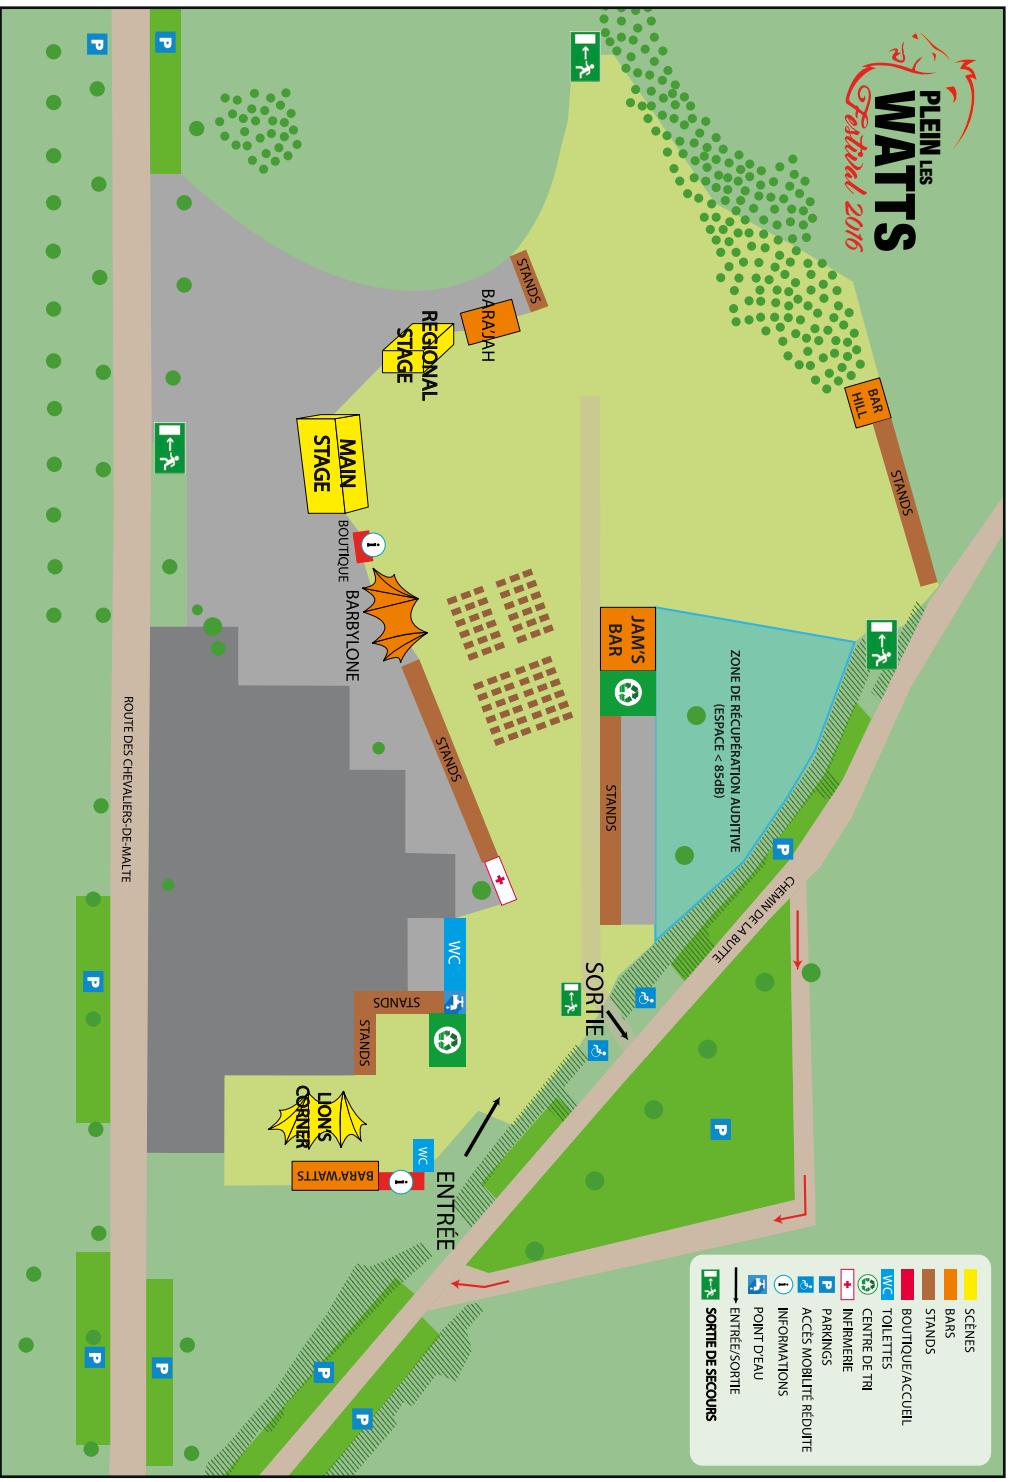 PLEIN LES
WATTS
Festival 2016
STANDS
BARA'JAH
REGIONAL
STAGE
MAIN
STAGE
BOUTIQUE
i
BARBYLONE
STANDS
BAR
HILL
STANDS
JAM'S
BAR
STANDS
ZONE DE RÉCUPÉRATION AUDITIVE
(ESPACE < 85dB)
CHEMIN DE LA BUTTE
ROUTE DES CHEVALIERS-DE-MALTE
WC
STANDS
STANDS
SORTIE
LION'S
CORNER
BARA'WATTS
i
WC
ENTRÉE
P
P
P
P
P
P
P
P
P
SCÈNES
BARS
STANDS
BOUTIQUE/ACCUEIL
WC TOILETTES
CENTRE DE TRI
INFIRMERIE
P PARKINGS
ACCÈS MOBILITÉ RÉDUITE
i INFORMATIONS
POINT D'EAU
ENTRÉE/SORTIE
SORTIE DE SECOURS